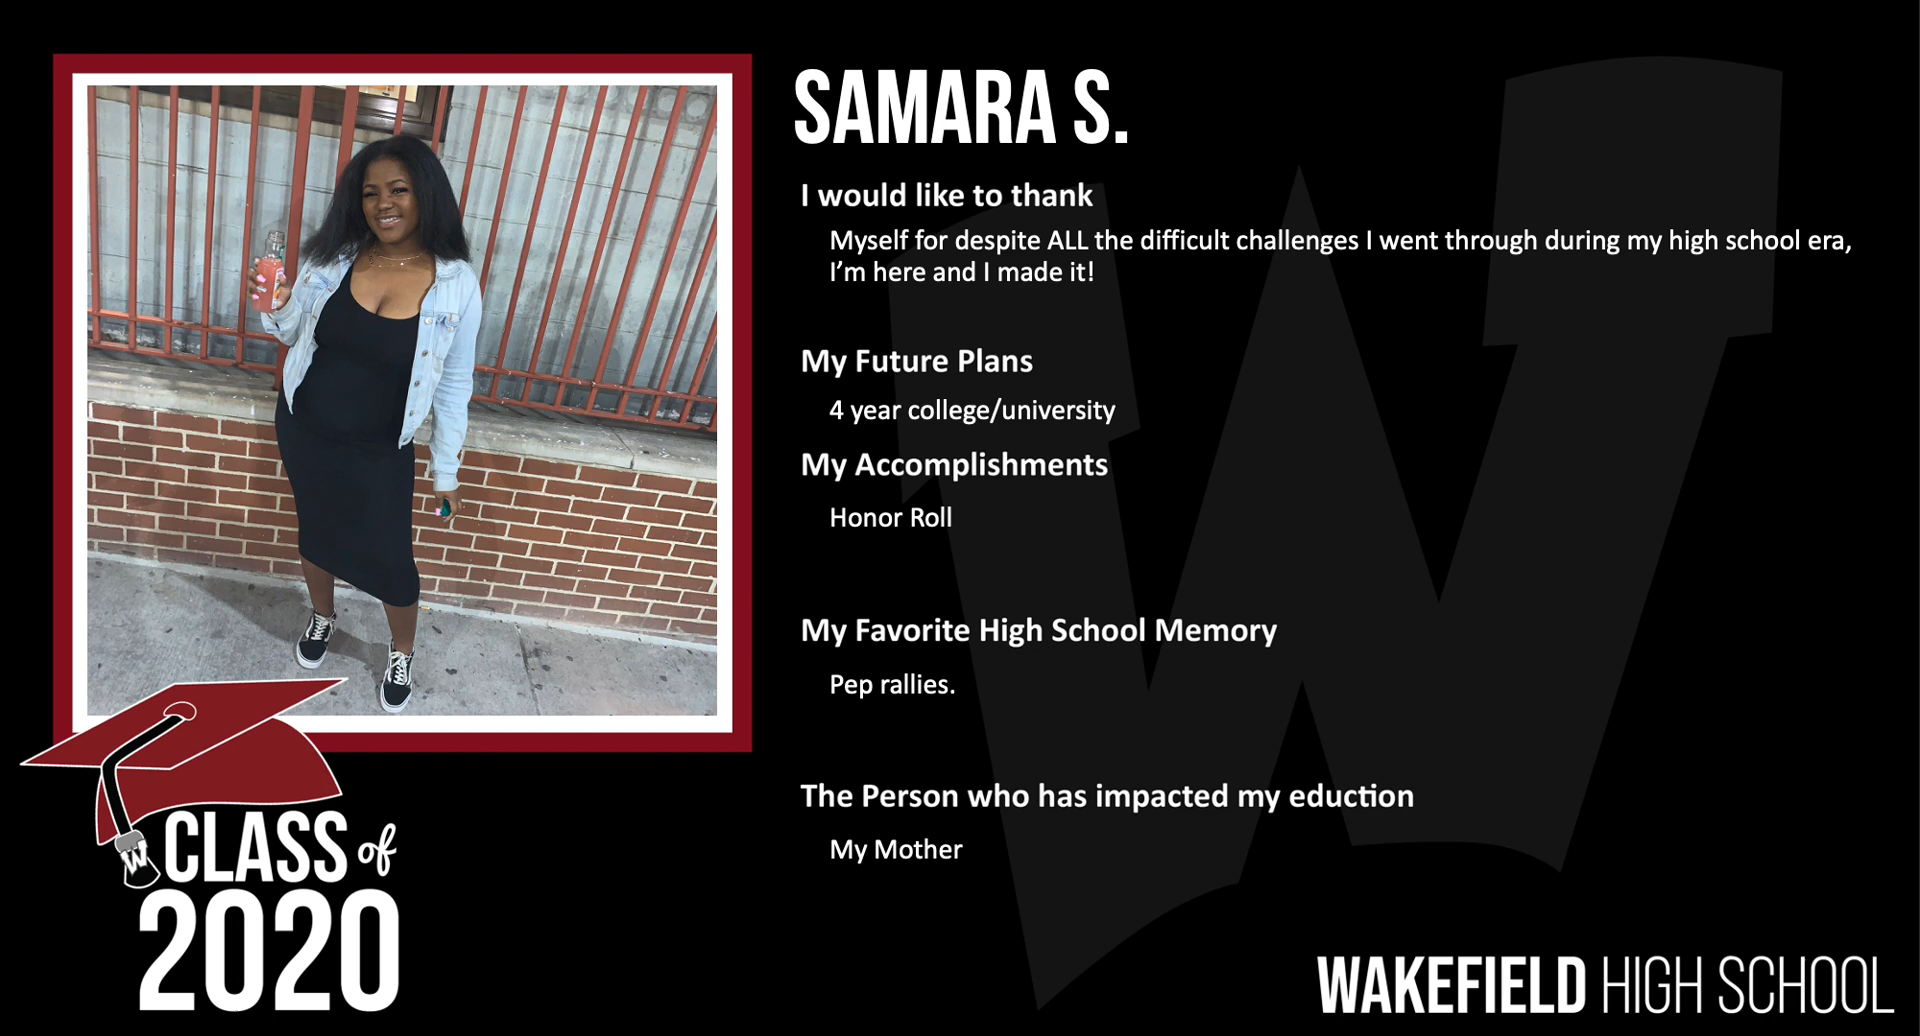 SAMARA S.
I would like to thank
Myself for despite ALL the difficult challenges I went through during my high school era,
I'm here and I made it!
My Future Plans
4 year college/university
My Accomplishments
Honor Roll
My Favorite High School Memory
Pep rallies.
The Person who has impacted my eduction
My Mother
W
CLASS of
2020
WAKEFIELD HIGH SCHOOL